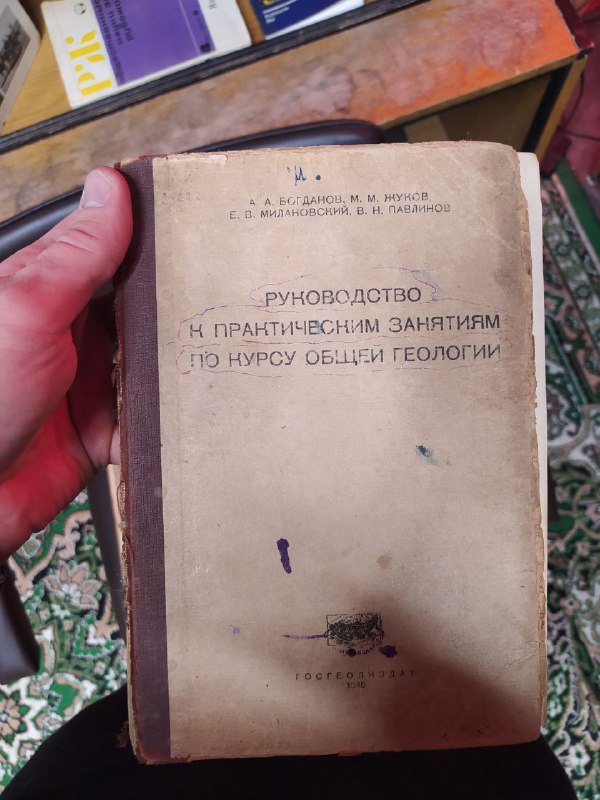 А. А. БОГДАНОВ, М. М. ЖУКОВ,
Е. В. МИЛАНОВСКИЙ, В. Н. ПАВЛИНОВ
РУКОВОДСТВО
К ПРАКТИЧЕСКИМ ЗАНЯТИЯМ
ПО КУРСУ ОБЩЕЙ ГЕОЛОГИИ
ГОСГЕОЛИЗДАТ